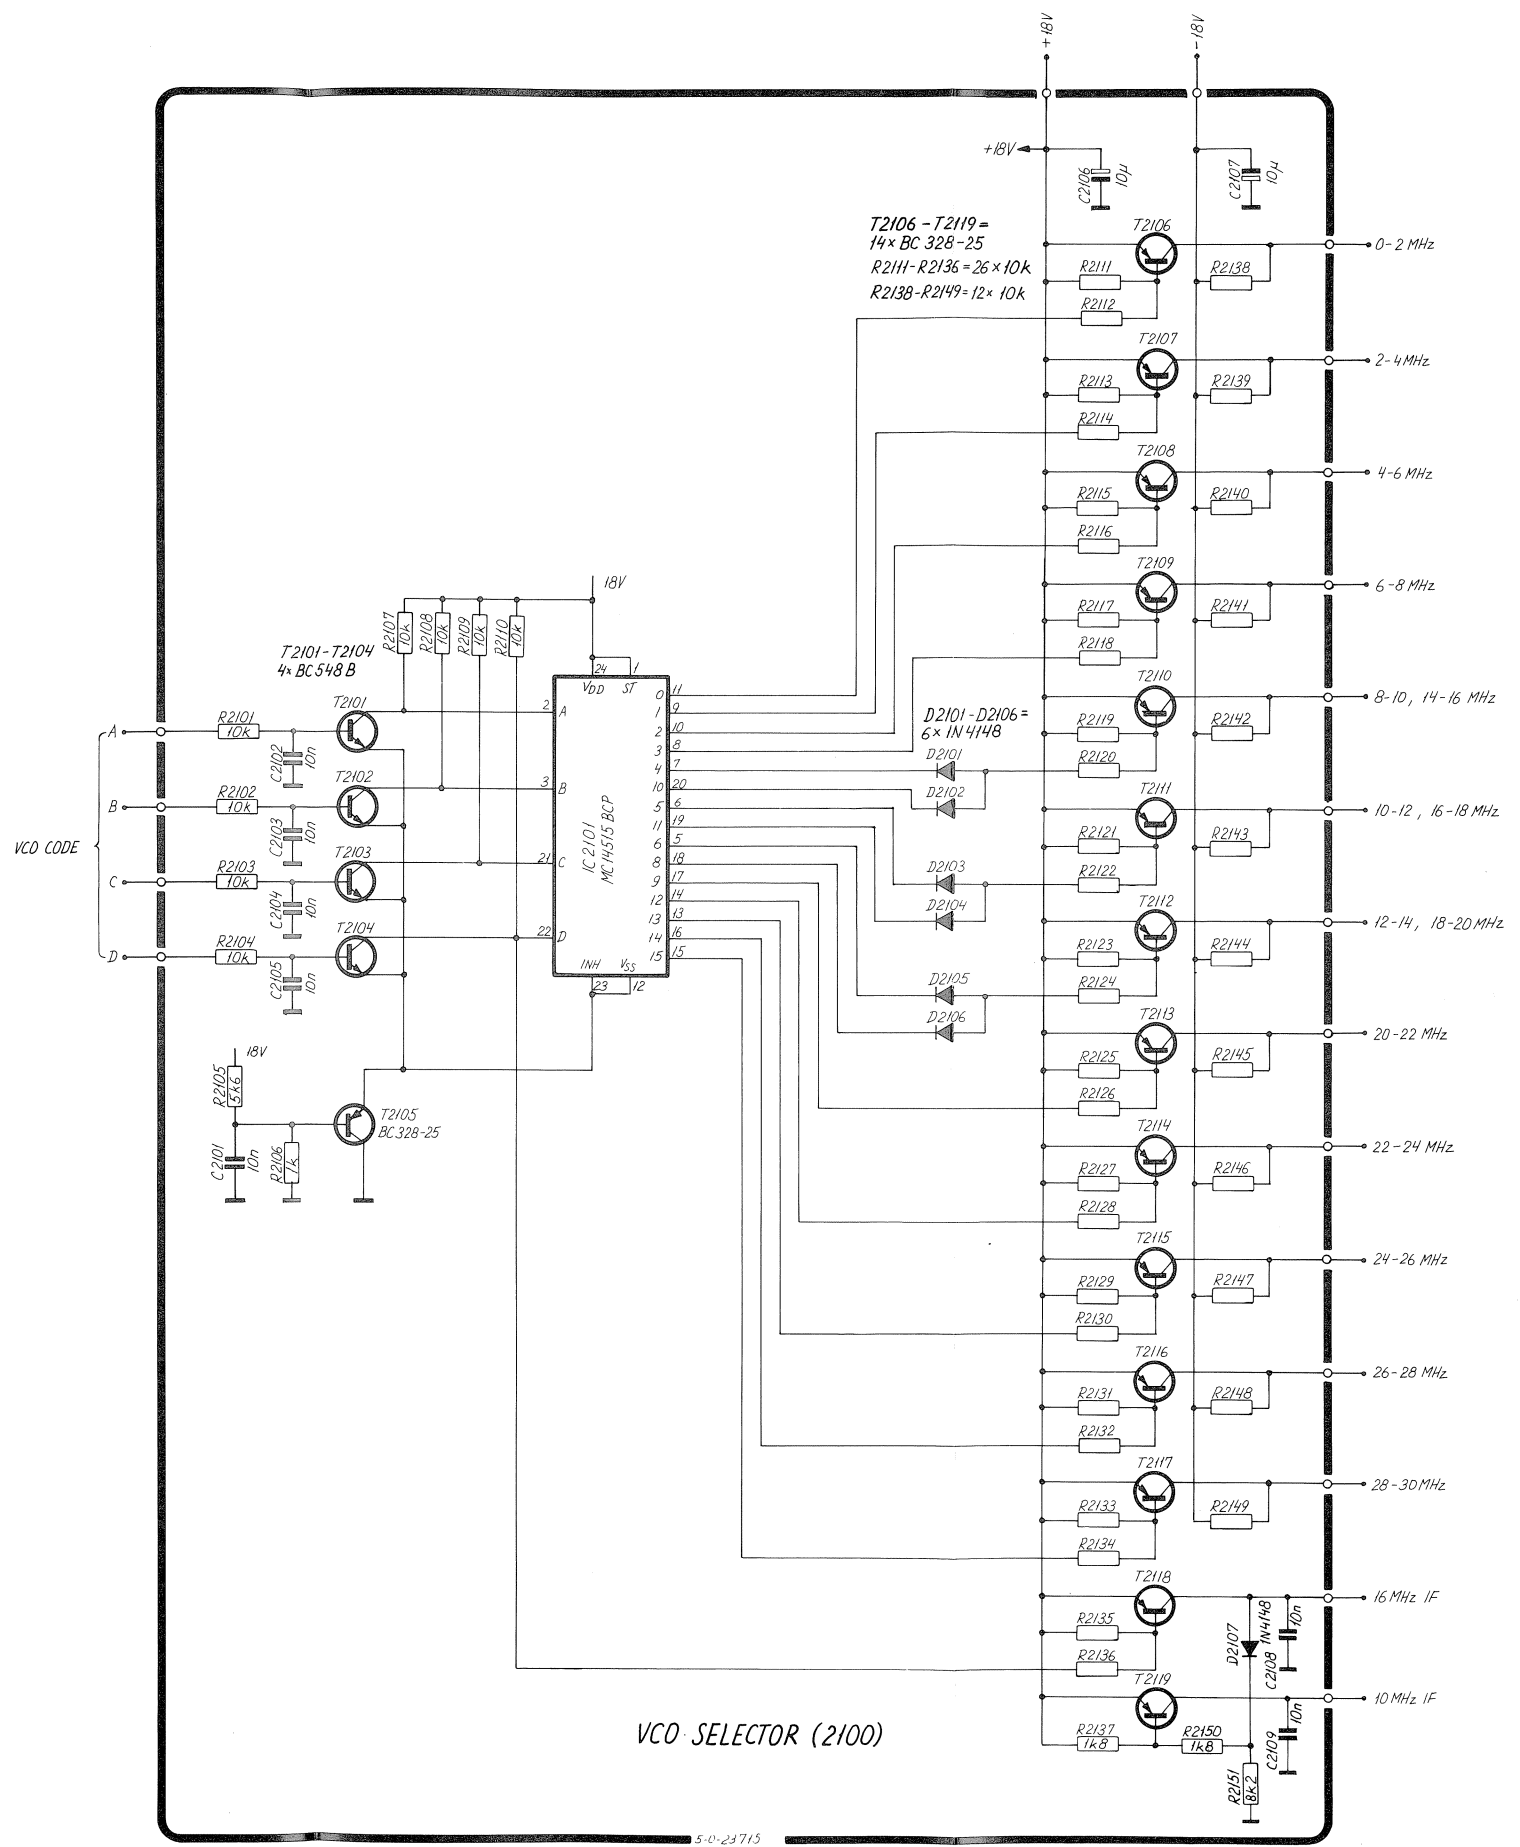 +18V
-18V
+18V
C2106
10µ
C2107
10µ
T2106-T2119=
14×BC 328-25
R2111-R2136=26×10k
R2138-R2149=12×10k
T2106
R2111
R2112
R2138
0-2 MHz
T2107
R2113
R2114
R2139
2-4 MHz
T2108
R2115
R2116
R2140
4-6 MHz
T2109
R2117
R2118
R2141
6-8 MHz
T2110
R2119
R2120
R2142
8-10, 14-16 MHz
T2111
R2121
R2122
R2143
10-12, 16-18 MHz
T2112
R2123
R2124
R2144
12-14, 18-20 MHz
T2113
R2125
R2126
R2145
20-22 MHz
T2114
R2127
R2128
R2146
22-24 MHz
T2115
R2129
R2130
R2147
24-26 MHz
T2116
R2131
R2132
R2148
26-28 MHz
T2117
R2133
R2134
R2149
28-30 MHz
T2118
R2135
R2136
D2107
1N4148
C2108
10n
16 MHz IF
T2119
R2137
1k8
R2150
1k8
R2151
8k2
C2109
10n
10 MHz IF
D2101-D2106=
6×1N4148
D2101
D2102
D2103
D2104
D2105
D2106
18V
R2107
10k
R2108
10k
R2109
10k
R2110
10k
T2101-T2104
4×BC548B
VCO CODE
A
B
C
D
R2101
10k
C2102
10n
T2101
R2102
10k
C2103
10n
T2102
R2103
10k
C2104
10n
T2103
R2104
10k
C2105
10n
T2104
18V
R2105
5k6
C2101
10n
R2106
1k
T2105
BC328-25
24
1
VDD
ST
2
A
3
B
21
C
22
D
IC2101
MC14515 BCP
INH
VSS
23
12
0 11
1 9
2 10
3 8
4 7
10 20
5 6
11 19
6 5
8 18
9 17
12 14
13 13
14 16
15 15
VCO SELECTOR (2100)
5-0-23715